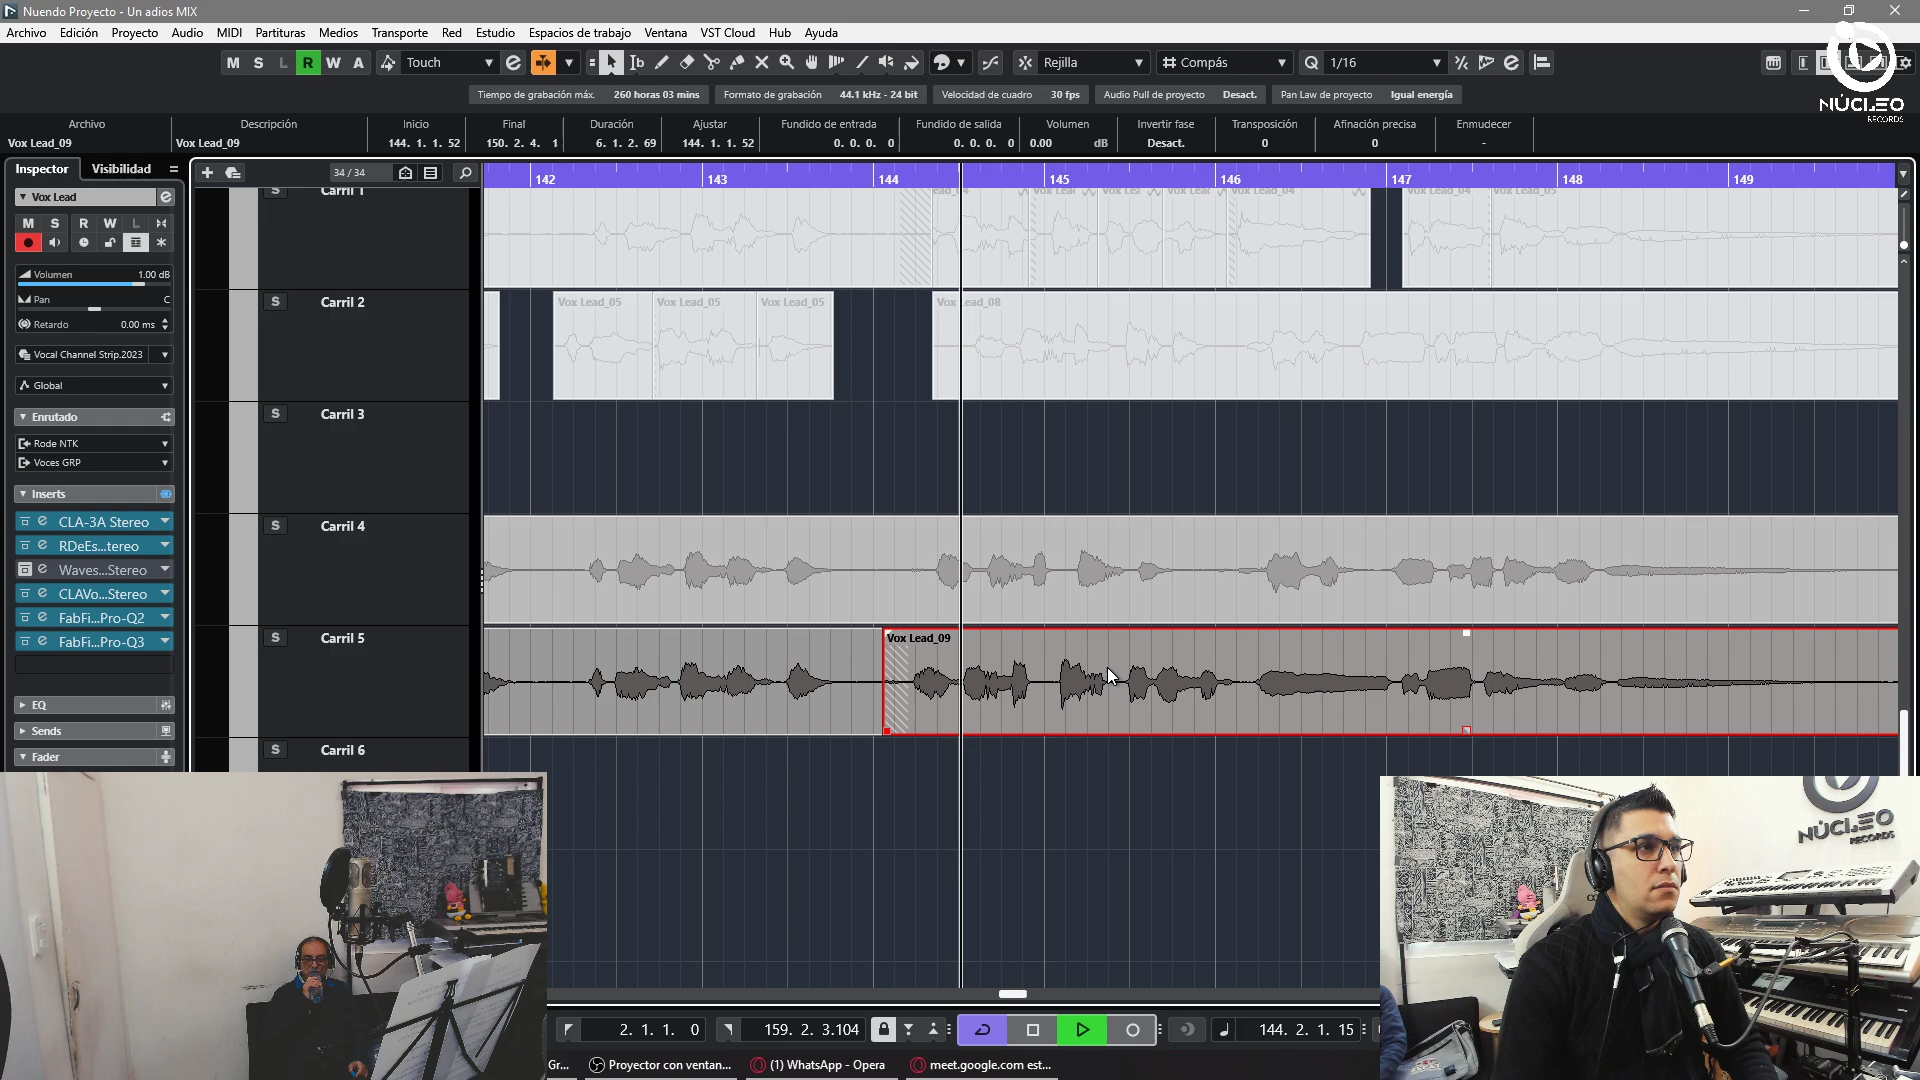 Nuendo Proyecto - Un adios MIX
Archivo Edición Proyecto Audio MIDI Partituras Medios Transporte Red Estudio Espacios de trabajo Ventana VST Cloud Hub Ayuda
M S L R W A Touch Rejilla Compás Q 1/16
NÚCLEO
RECORDS
Tiempo de grabación máx. 260 horas 03 mins Formato de grabación 44.1 kHz - 24 bit Velocidad de cuadro 30 fps Audio Pull de proyecto Desact. Pan Law de proyecto Igual energía
Archivo Descripción Inicio Final Duración Ajustar Fundido de entrada Fundido de salida Volumen Invertir fase Transposición Afinación precisa Enmudecer
Vox Lead_09 Vox Lead_09 144. 1. 1. 52 150. 2. 4. 1 6. 1. 2. 69 144. 1. 1. 52 0. 0. 0. 0 0. 0. 0. 0 0.00 dB Desact. 0 0 -
Inspector Visibilidad 34 / 34
142 143 144 145 146 147 148 149
Vox Lead
M S R W L
Volumen 1.00 dB
Pan C
Retardo 0.00 ms
Vocal Channel Strip.2023
Global
Enrutado
Rode NTK
Voces GRP
Inserts
CLA-3A Stereo
RDeEs...tereo
Waves...Stereo
CLAVo...Stereo
FabFi...Pro-Q2
FabFi...Pro-Q3
EQ
Sends
Fader
S Carril 1
Vox Lead_04 Vox Lead_04 Vox Lead_05
S Carril 2
Vox Lead_05 Vox Lead_05 Vox Lead_05 Vox Lead_08
S Carril 3
S Carril 4
S Carril 5
Vox Lead_09
S Carril 6
NÚCLEO
RECORDS
2. 1. 1. 0 159. 2. 3.104 144. 2. 1. 15
Gr... Proyector con ventan... (1) WhatsApp - Opera meet.google.com est...